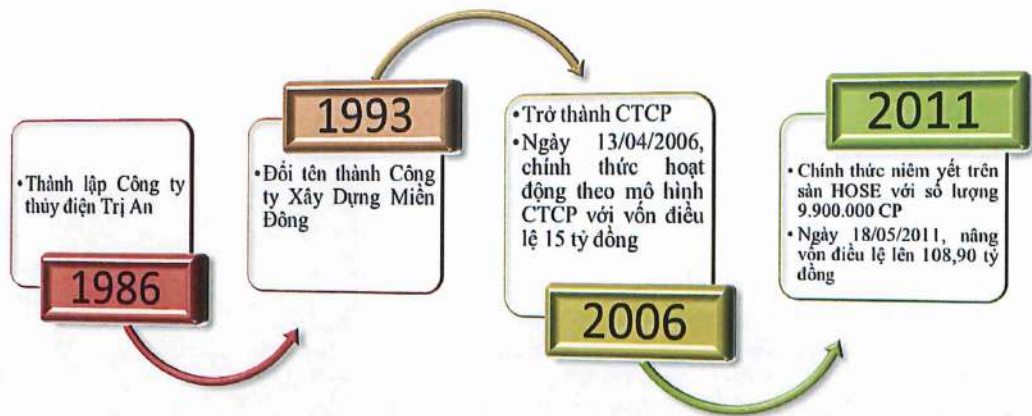 •Thành lập Công ty
thủy điện Trị An
1986
1993
•Đổi tên thành Công
ty Xây Dựng Miền
Đông
•Trở thành CTCP
•Ngày 13/04/2006,
chính thức hoạt
động theo mô hình
CTCP với vốn điều
lệ 15 tỷ đồng
2006
2011
•Chính thức niêm yết trên
sàn HOSE với số lượng
9.900.000 CP
•Ngày 18/05/2011, nâng
vốn điều lệ lên 108,90 tỷ
đồng